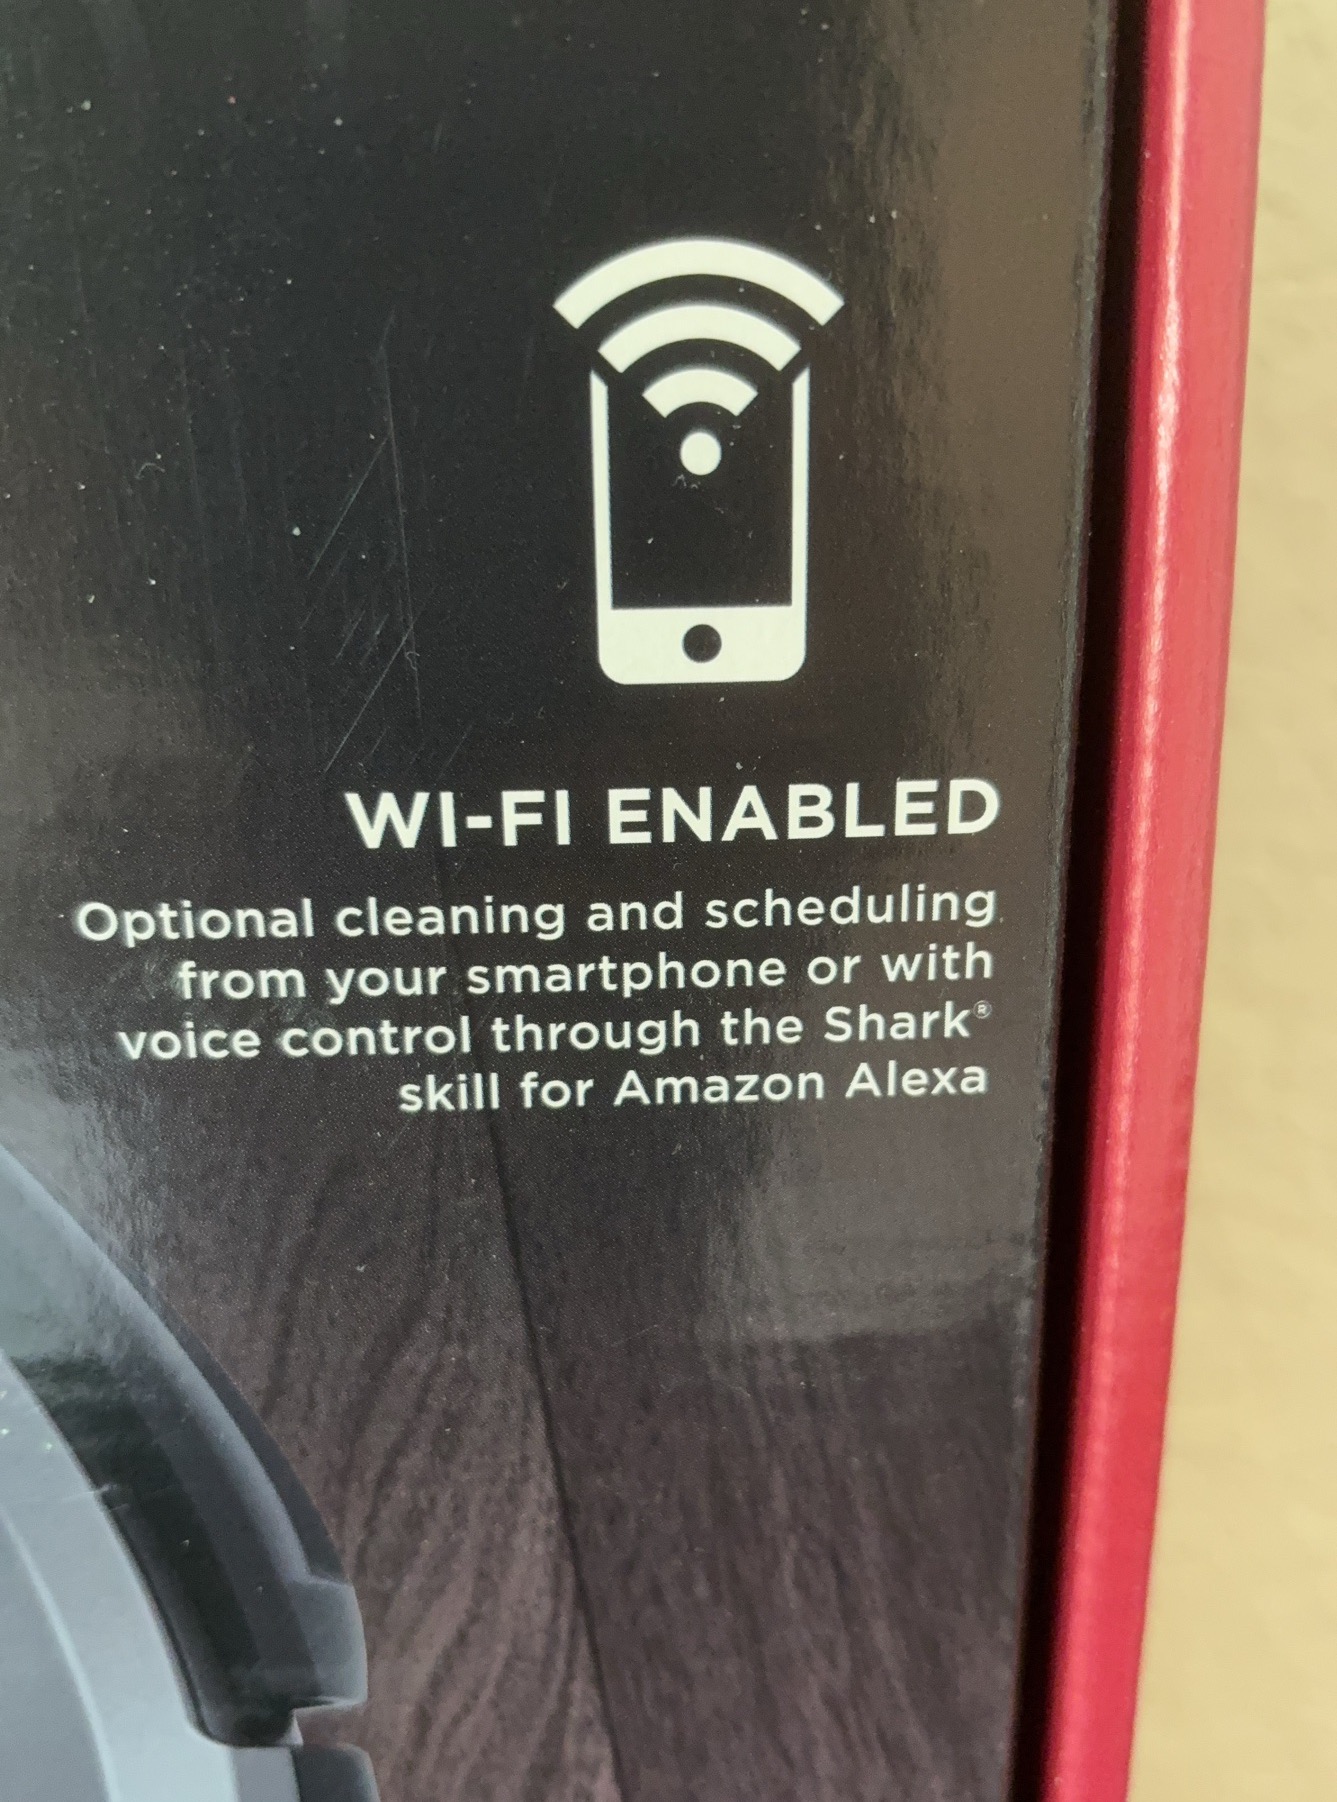 WI-FI ENABLED
Optional cleaning and scheduling
from your smartphone or with
voice control through the Shark®
skill for Amazon Alexa